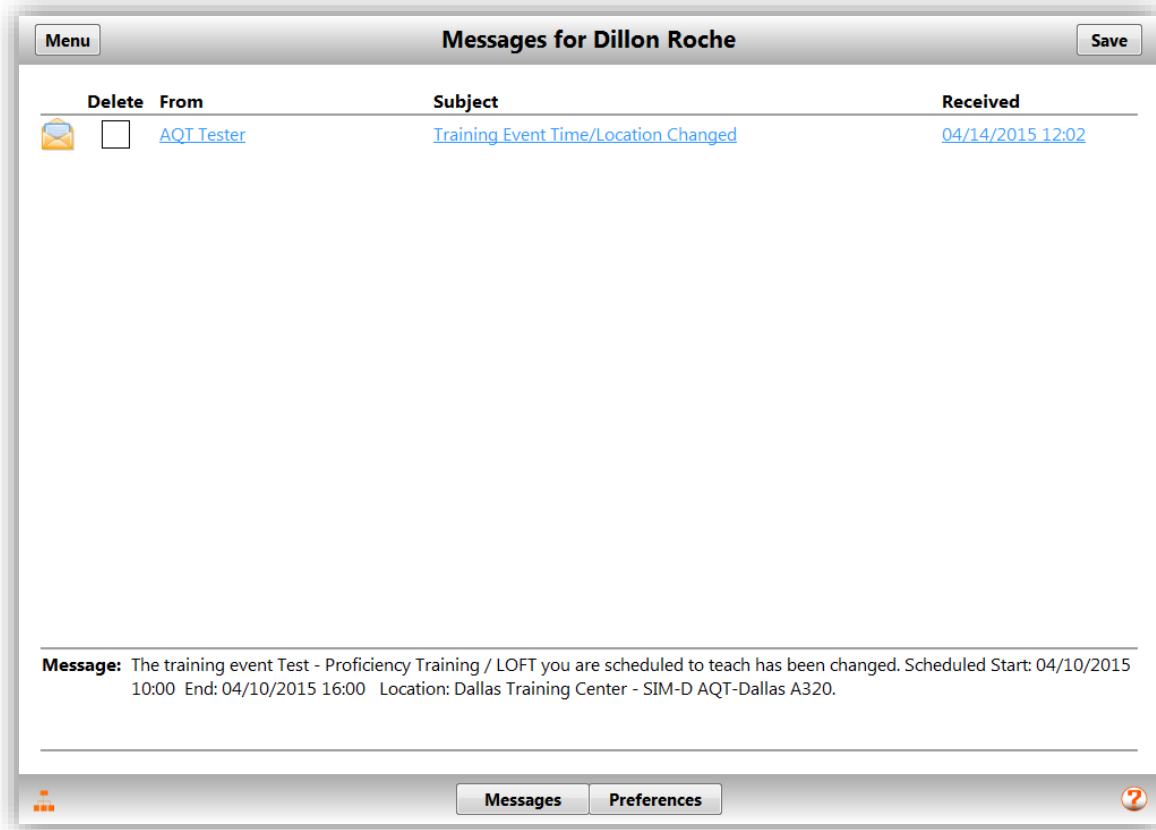 Menu Messages for Dillon Roche Save
Delete From Subject Received
AQT Tester Training Event Time/Location Changed 04/14/2015 12:02
Message: The training event Test - Proficiency Training / LOFT you are scheduled to teach has been changed. Scheduled Start: 04/10/2015
10:00 End: 04/10/2015 16:00 Location: Dallas Training Center - SIM-D AQT-Dallas A320.
Messages Preferences ?